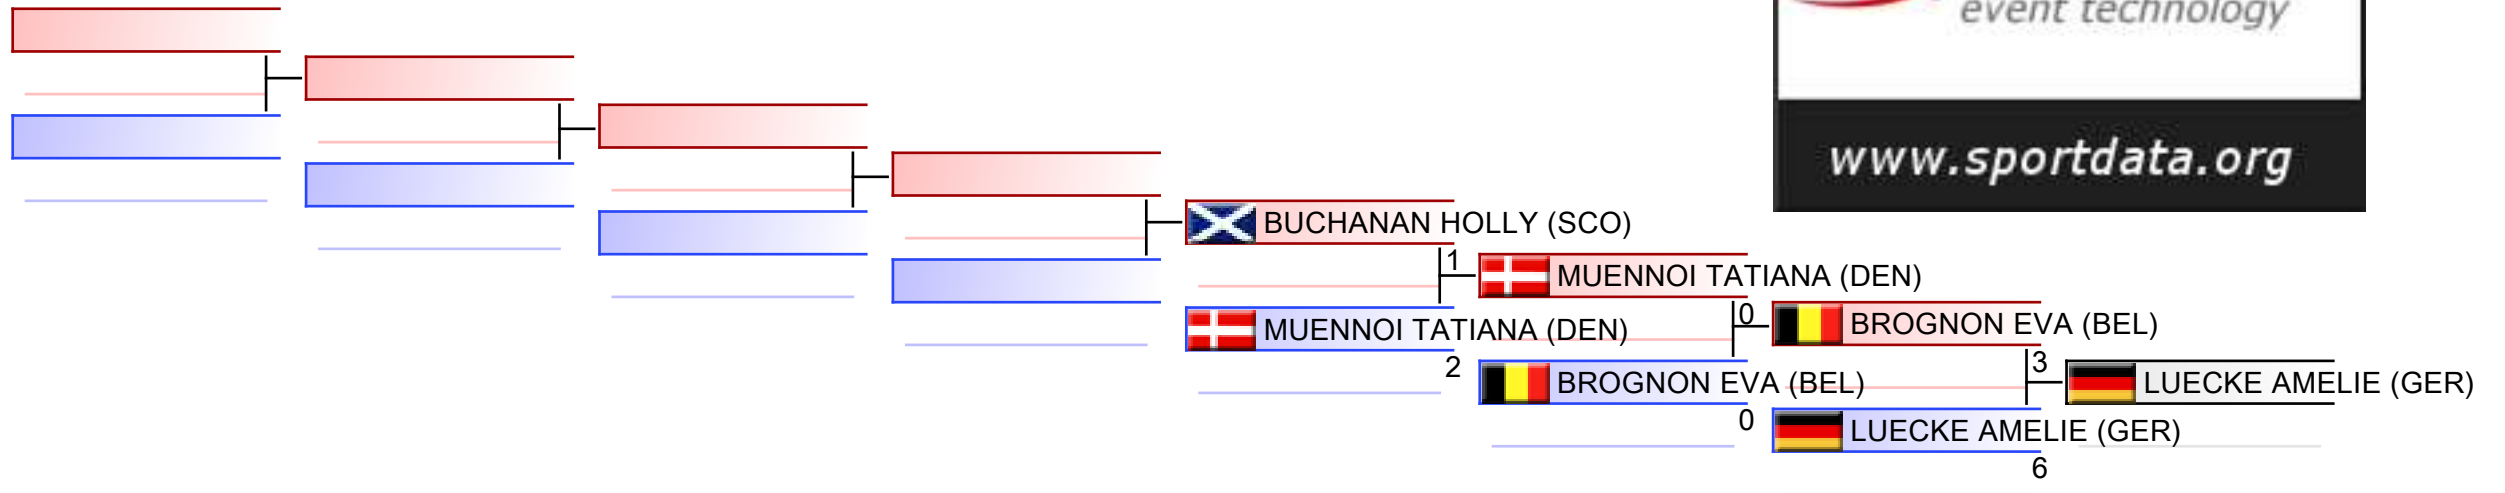 event technology
www.sportdata.org
BUCHANAN HOLLY (SCO)
1
MUENNOI TATIANA (DEN)
MUENNOI TATIANA (DEN)
2
0
BROGNON EVA (BEL)
BROGNON EVA (BEL)
0
3
LUECKE AMELIE (GER)
LUECKE AMELIE (GER)
6